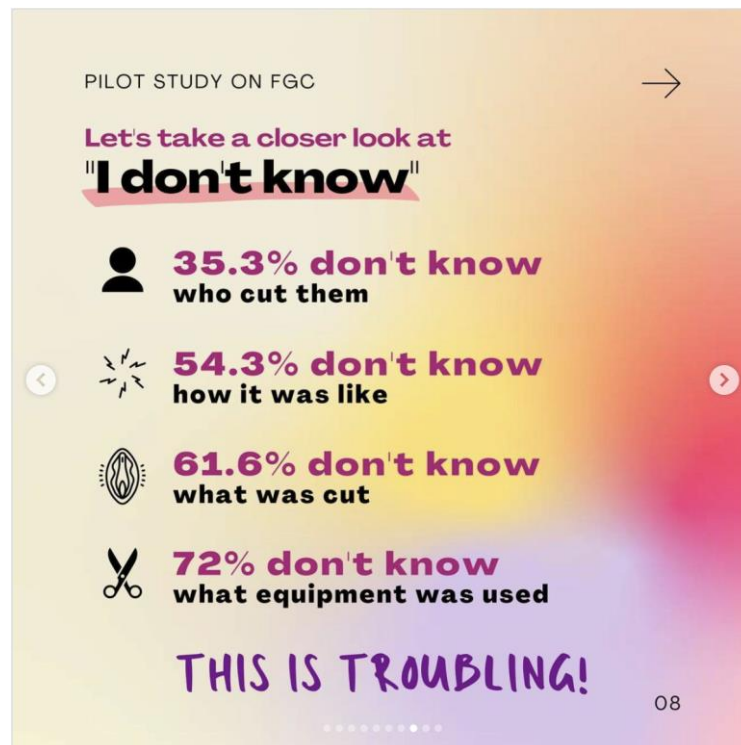 PILOT STUDY ON FGC
Let's take a closer look at
"I don't know"
35.3% don't know
who cut them
54.3% don't know
how it was like
61.6% don't know
what was cut
72% don't know
what equipment was used
THIS IS TROUBLING!
08